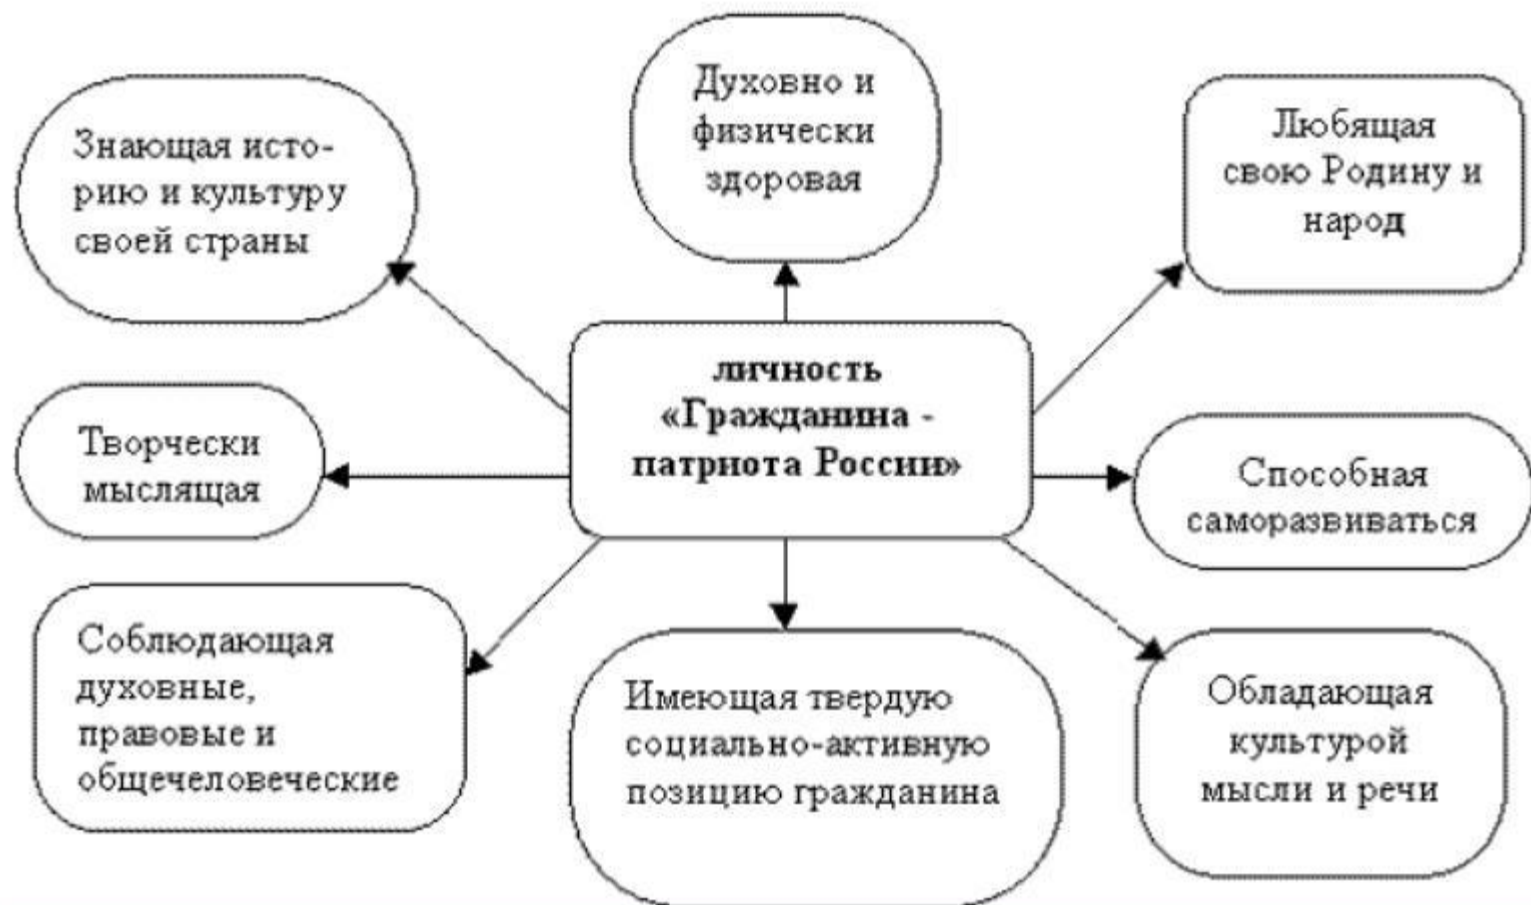 Духовно и
физически
здоровая
Знающая исто-
рию и культуру
своей страны
Любящая
свою Родину и
народ
личность
«Гражданина -
патриота России»
Творчески
мыслящая
Способная
саморазвиваться
Соблюдающая
духовные,
правовые и
общечеловеческие
Имеющая твердую
социально-активную
позицию гражданина
Обладающая
культурой
мысли и речи